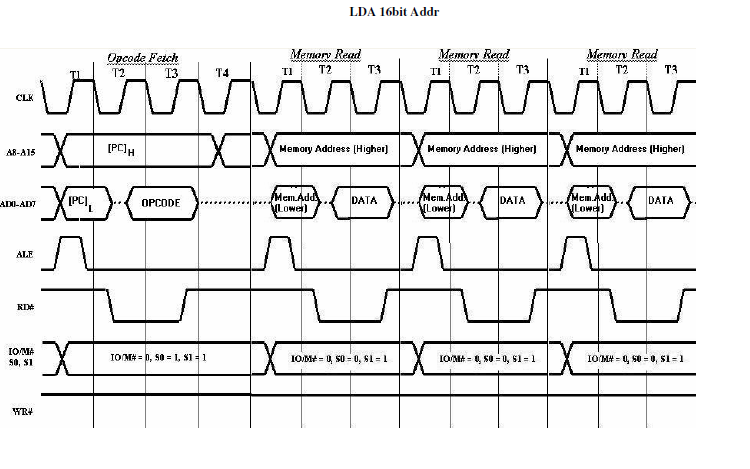 LDA 16bit Addr
Opcode Fetch Memory Read Memory Read Memory Read
T1 T2 T3 T4 T1 T2 T3 T1 T2 T3 T1 T2 T3
CLK
A8-A15 [PC]H Memory Address (Higher) Memory Address (Higher) Memory Address (Higher)
AD0-AD7 [PC]L OPCODE Mem.Add. (Lower) DATA Mem.Add. (Lower) DATA Mem.Add. (Lower) DATA
ALE
RD#
IO/M# S0, S1 IO/M# = 0, S0 = 1, S1 = 1 IO/M# = 0, S0 = 0, S1 = 1 IO/M# = 0, S0 = 0, S1 = 1 IO/M# = 0, S0 = 0, S1 = 1
WR#